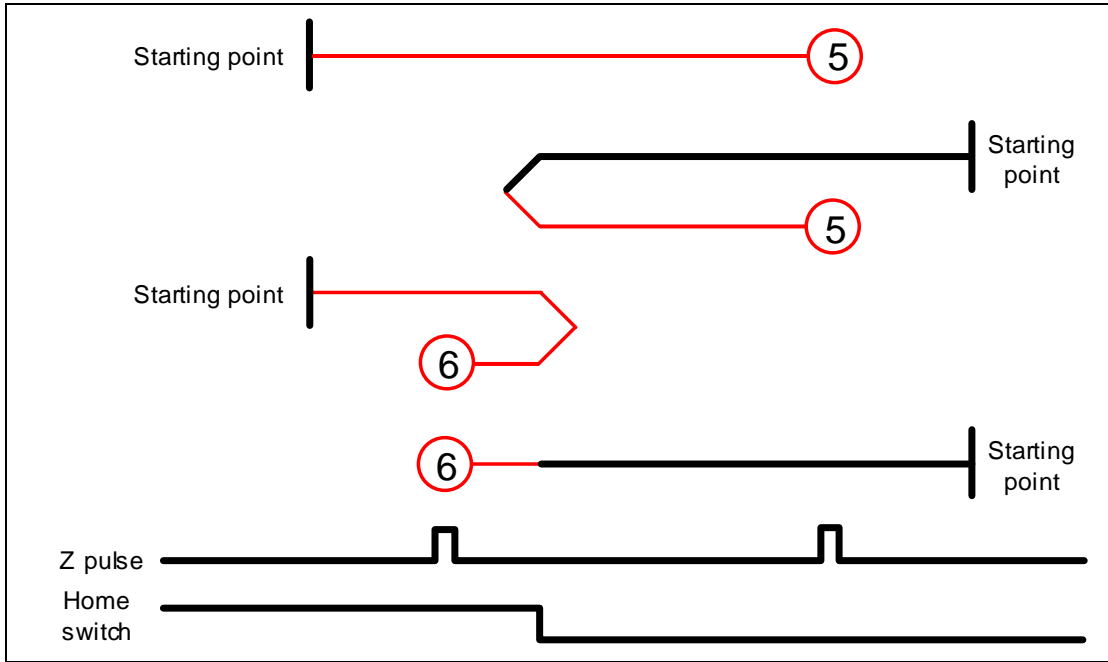 Starting point
5
Starting
point
5
Starting point
6
6
Starting
point
Z pulse
Home
switch